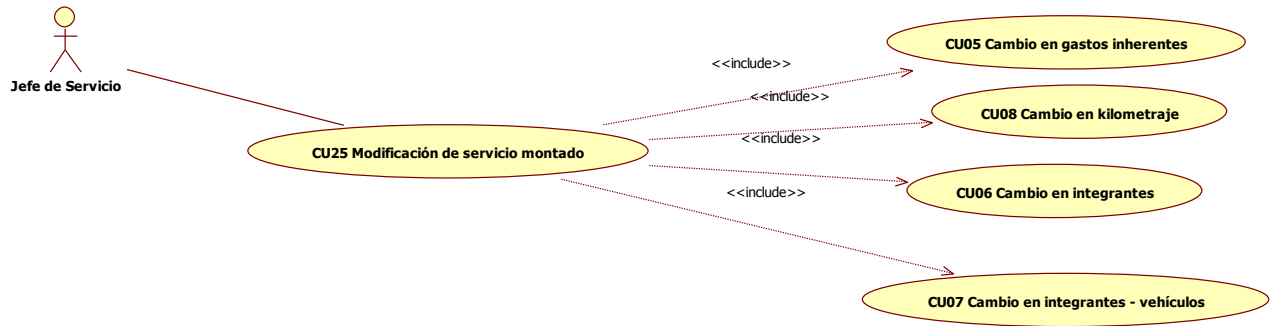 Jefe de Servicio
CU25 Modificación de servicio montado
<<include>>
CU05 Cambio en gastos inherentes
<<include>>
CU08 Cambio en kilometraje
<<include>>
CU06 Cambio en integrantes
<<include>>
CU07 Cambio en integrantes - vehículos